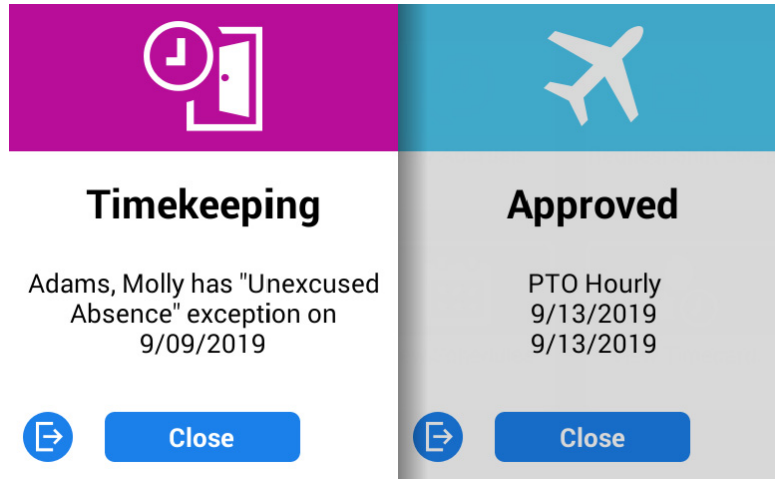 Timekeeping
Adams, Molly has "Unexcused
Absence" exception on
9/09/2019
Close
Approved
PTO Hourly
9/13/2019
9/13/2019
Close